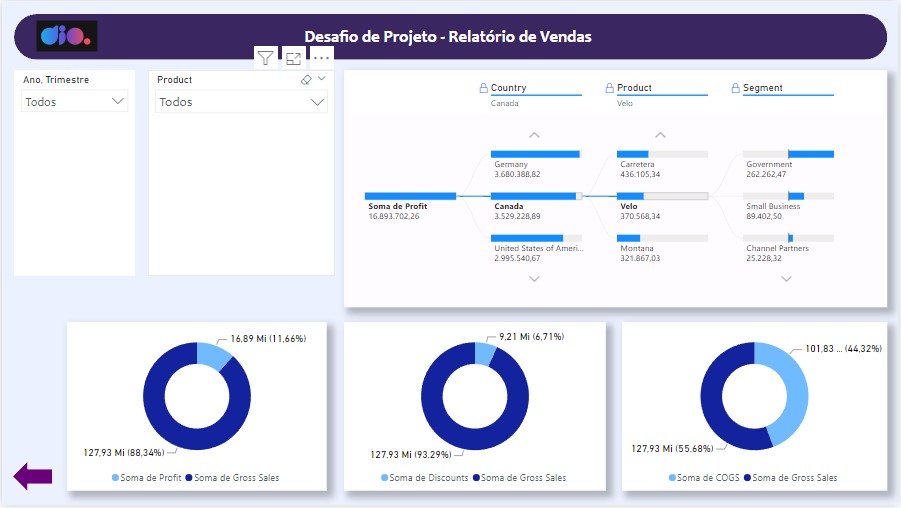 dio.
Desafio de Projeto - Relatório de Vendas
Ano, Trimestre
Todos
Product
Todos
Country
Canada
Product
Velo
Segment
Soma de Profit
16.893.702,26
Germany
3.680.388,82
Canada
3.529.228,89
United States of Ameri...
2.995.540,67
Carretera
436.105,34
Velo
370.568,34
Montana
321.867,03
Government
262.262,47
Small Business
89.402,50
Channel Partners
25.228,32
16,89 Mi (11,66%)
127,93 Mi (88,34%)
Soma de Profit Soma de Gross Sales
9,21 Mi (6,71%)
127,93 Mi (93,29%)
Soma de Discounts Soma de Gross Sales
101,83 ... (44,32%)
127,93 Mi (55,68%)
Soma de COGS Soma de Gross Sales